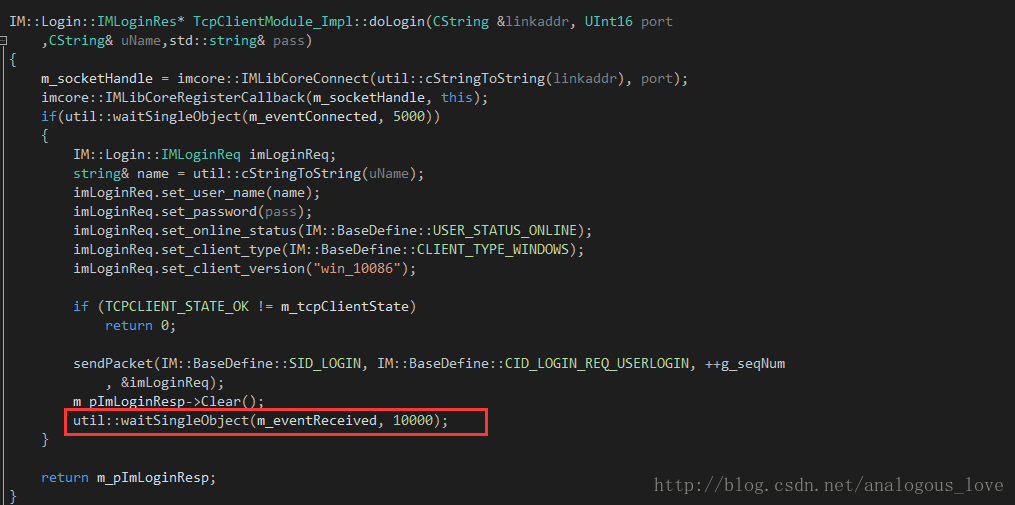 IM::Login::IMLoginRes* TcpClientModule_Impl::doLogin(CString &linkaddr, UInt16 port
,CString& uName,std::string& pass)
{
m_socketHandle = imcore::IMLibCoreConnect(util::cStringToString(linkaddr), port);
imcore::IMLibCoreRegisterCallback(m_socketHandle, this);
if(util::waitSingleObject(m_eventConnected, 5000))
{
IM::Login::IMLoginReq imLoginReq;
string& name = util::cStringToString(uName);
imLoginReq.set_user_name(name);
imLoginReq.set_password(pass);
imLoginReq.set_online_status(IM::BaseDefine::USER_STATUS_ONLINE);
imLoginReq.set_client_type(IM::BaseDefine::CLIENT_TYPE_WINDOWS);
imLoginReq.set_client_version("win_10086");
if (TCPCLIENT_STATE_OK != m_tcpClientState)
return 0;
sendPacket(IM::BaseDefine::SID_LOGIN, IM::BaseDefine::CID_LOGIN_REQ_USERLOGIN, ++g_seqNum
, &imLoginReq);
m_pImLoginResp->Clear();
util::waitSingleObject(m_eventReceived, 10000);
}
return m_pImLoginResp;
http://blog.csdn.net/analogous_love
}